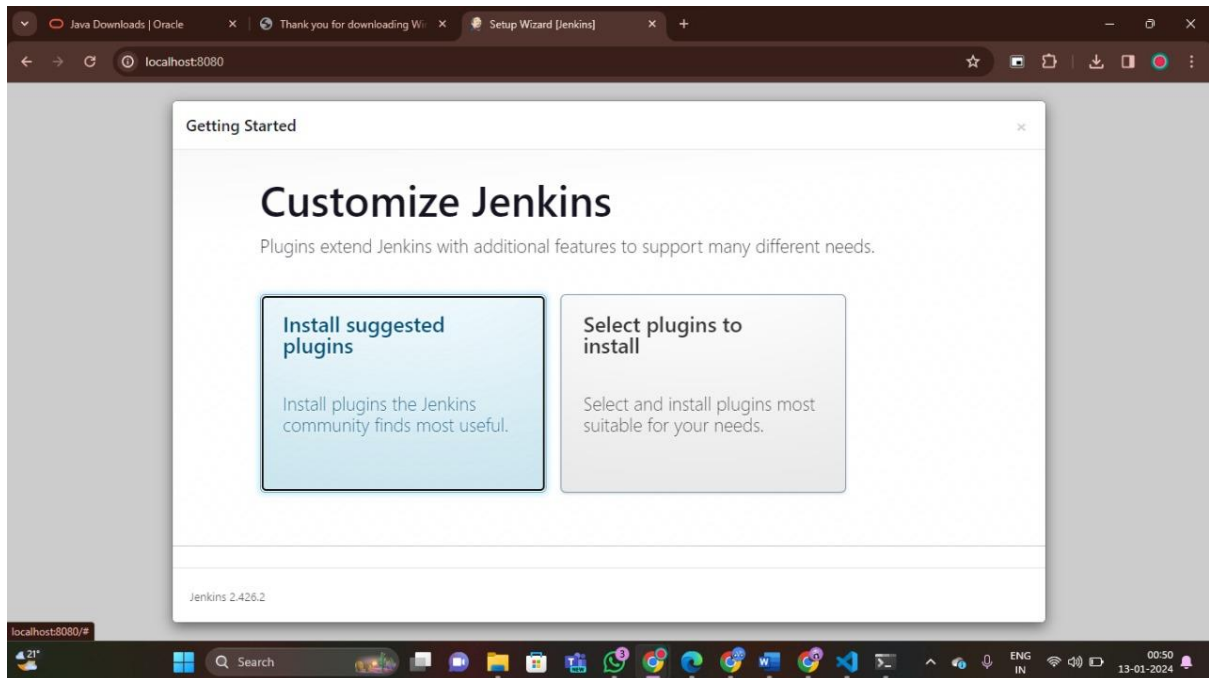 Java Downloads | Oracle
Thank you for downloading Wi
Setup Wizard [Jenkins]
localhost:8080
Getting Started
Customize Jenkins
Plugins extend Jenkins with additional features to support many different needs.
Install suggested
plugins
Install plugins the Jenkins
community finds most useful.
Select plugins to
install
Select and install plugins most
suitable for your needs.
Jenkins 2.426.2
localhost:8080/#
21°
Search
3
ENG
IN
00:50
13-01-2024